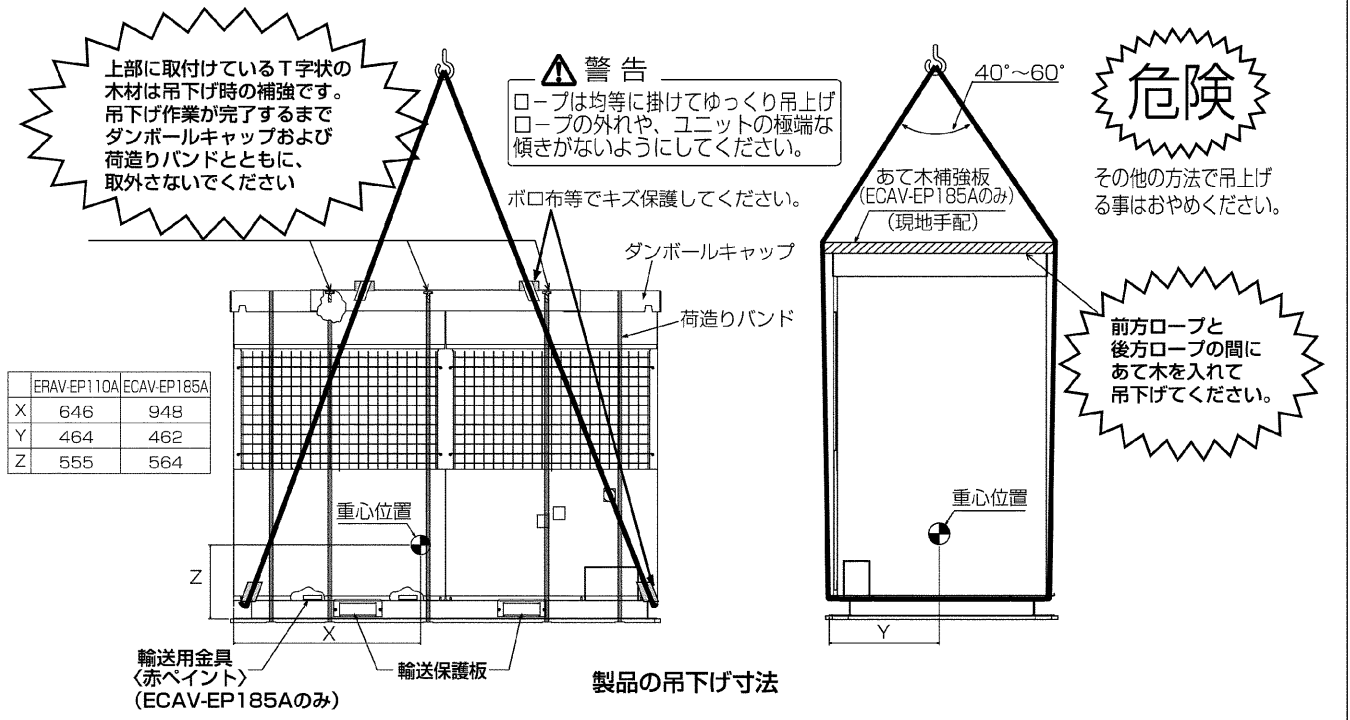 上部に取付けているT字状の
木材は吊下げ時の補強です。
吊下げ作業が完了するまで
ダンボールキャップおよび
荷造りバンドとともに、
取外さないでください
警告
ロープは均等に掛けてゆっくり吊上げ
ロープの外れや、ユニットの極端な
傾きがないようにしてください。
40°~60°
危険
その他の方法で吊上げ
る事はおやめください。
ボロ布等でキズ保護してください。
あて木補強板
(ECAV-EP185Aのみ)
(現地手配)
ダンボールキャップ
荷造りバンド
前方ロープと
後方ロープの間に
あて木を入れて
吊下げてください。
ERAV-EP110A ECAV-EP185A
X 646 948
Y 464 462
Z 555 564
重心位置
重心位置
Z
X
Y
輸送用金具
〈赤ペイント〉
(ECAV-EP185Aのみ)
輸送保護板
製品の吊下げ寸法